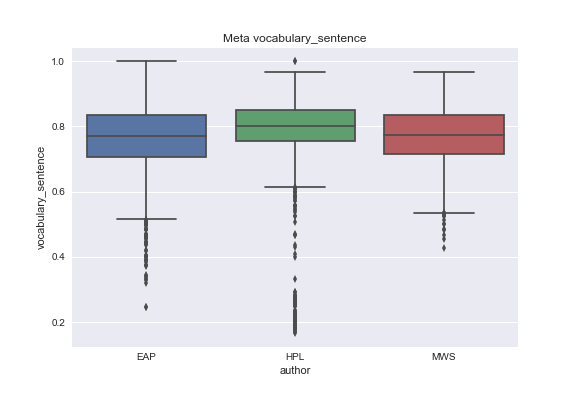 Meta vocabulary_sentence
1.0
0.8
0.6
0.4
0.2
vocabulary_sentence
EAP HPL MWS
author